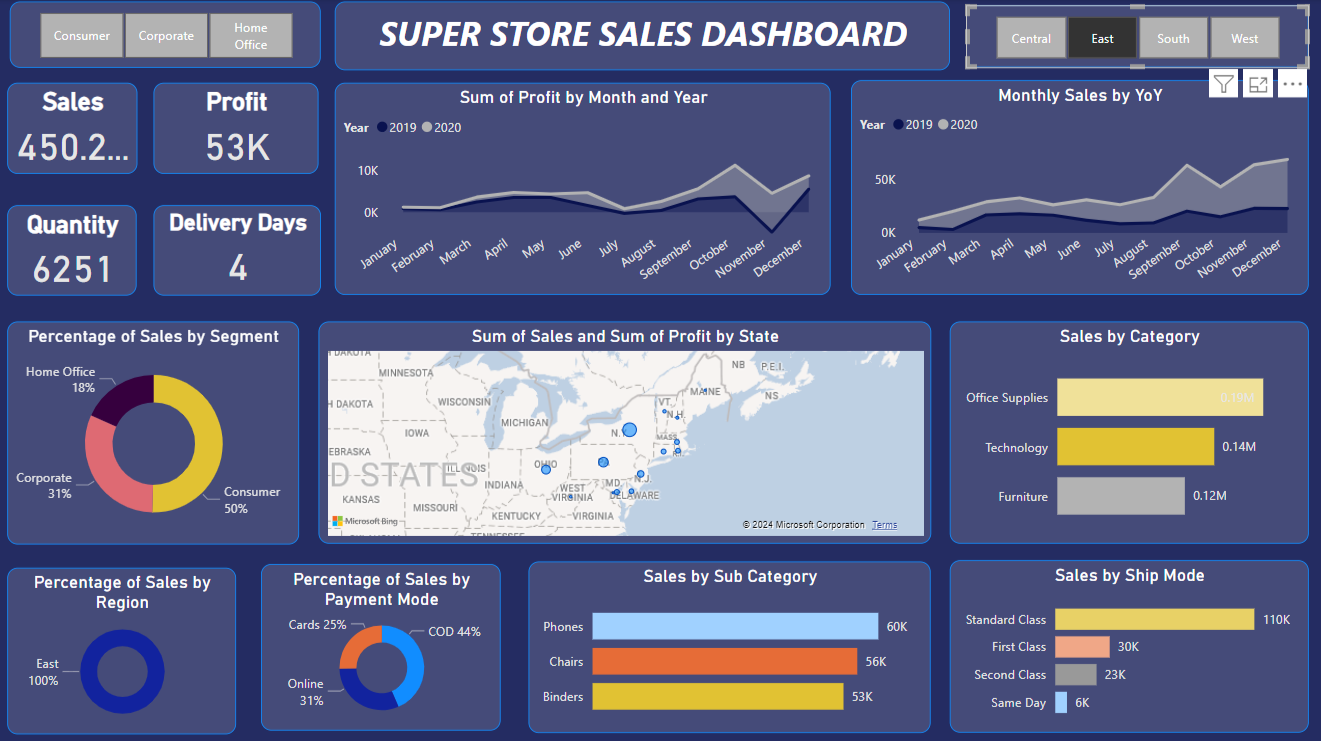 Consumer
Corporate
Home
Office
SUPER STORE SALES DASHBOARD
Central
East
South
West
Sales
450.2...
Profit
53K
Quantity
6251
Delivery Days
4
Sum of Profit by Month and Year
Year 2019 2020
10K
0K
January
February
March
April
May
June
July
August
September
October
November
December
Monthly Sales by YoY
Year 2019 2020
50K
0K
January
February
March
April
May
June
July
August
September
October
November
December
Percentage of Sales by Segment
Home Office
18%
Corporate
31%
Consumer
50%
Sum of Sales and Sum of Profit by State
NB
P.E.I.
MINNESOTA
MAINE
NS
WISCONSIN
VT.
N.H.
MICHIGAN
IOWA
N.Y.
MASS.
R.I.
D STATES
ILLINOIS
OHIO
INDIANA
N.J.
MD.
KANSAS
WEST
VIRGINIA
DELAWARE
MISSOURI
KENTUCKY
VIRGINIA
Microsoft Bing
© 2024 Microsoft Corporation Terms
Sales by Category
Office Supplies 0.19M
Technology 0.14M
Furniture 0.12M
Percentage of Sales by
Region
East
100%
Percentage of Sales by
Payment Mode
Cards 25%
COD 44%
Online
31%
Sales by Sub Category
Phones 60K
Chairs 56K
Binders 53K
Sales by Ship Mode
Standard Class 110K
First Class 30K
Second Class 23K
Same Day 6K